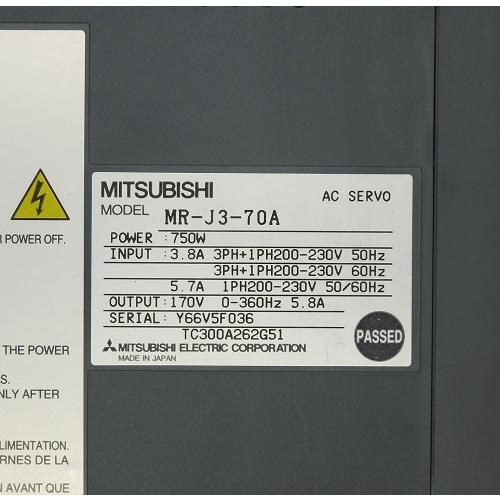 MITSUBISHI AC SERVO
MODEL MR-J3-70A
POWER :750W
INPUT :3.8A 3PH+1PH200-230V 50Hz
3PH+1PH200-230V 60Hz
5.7A 1PH200-230V 50/60Hz
OUTPUT:170V 0-360Hz 5.8A
SERIAL: Y66V5F036
TC300A262G51
MITSUBISHI ELECTRIC CORPORATION
MADE IN JAPAN
PASSED
POWER OFF.
THE POWER
S.
NLY AFTER
LIMENTATION.
RNES DE LA
N AVANT QUE